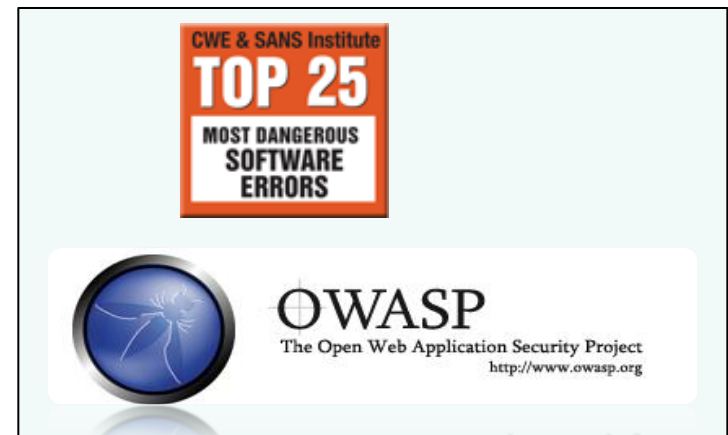 CWE & SANS Institute
TOP 25
MOST DANGEROUS
SOFTWARE
ERRORS
OWASP
The Open Web Application Security Project
http://www.owasp.org